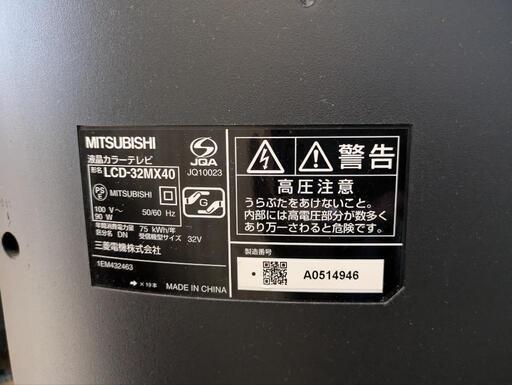 MITSUBISHI
液晶カラーテレビ
形名 LCD-32MX40
JQA
JQ10023
PS E MITSUBISHI
100 V～ 50/60 Hz
90 W
年間消費電力量 75 kWh/年
区分名 DN 受信機型サイズ 32V
三菱電機株式会社
1EM432463
→ ×19本
MADE IN CHINA
G
警告
高圧注意
うらぶたをあけないこと。
内部には高電圧部分が数多く
あり万一さわると危険です。
製造番号
A0514946